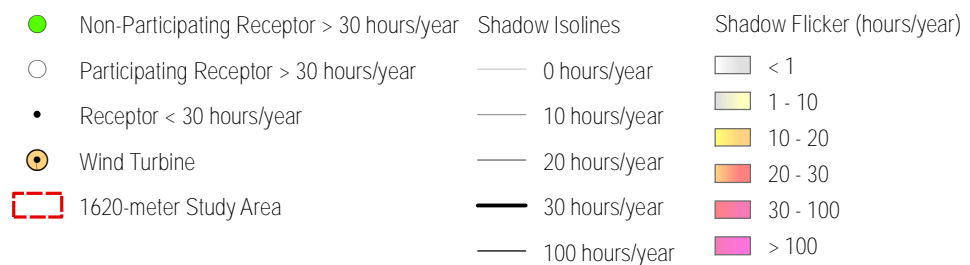 Non-Participating Receptor > 30 hours/year
Participating Receptor > 30 hours/year
Receptor < 30 hours/year
Wind Turbine
1620-meter Study Area
Shadow Isolines
0 hours/year
10 hours/year
20 hours/year
30 hours/year
100 hours/year
Shadow Flicker (hours/year)
< 1
1 - 10
10 - 20
20 - 30
30 - 100
> 100